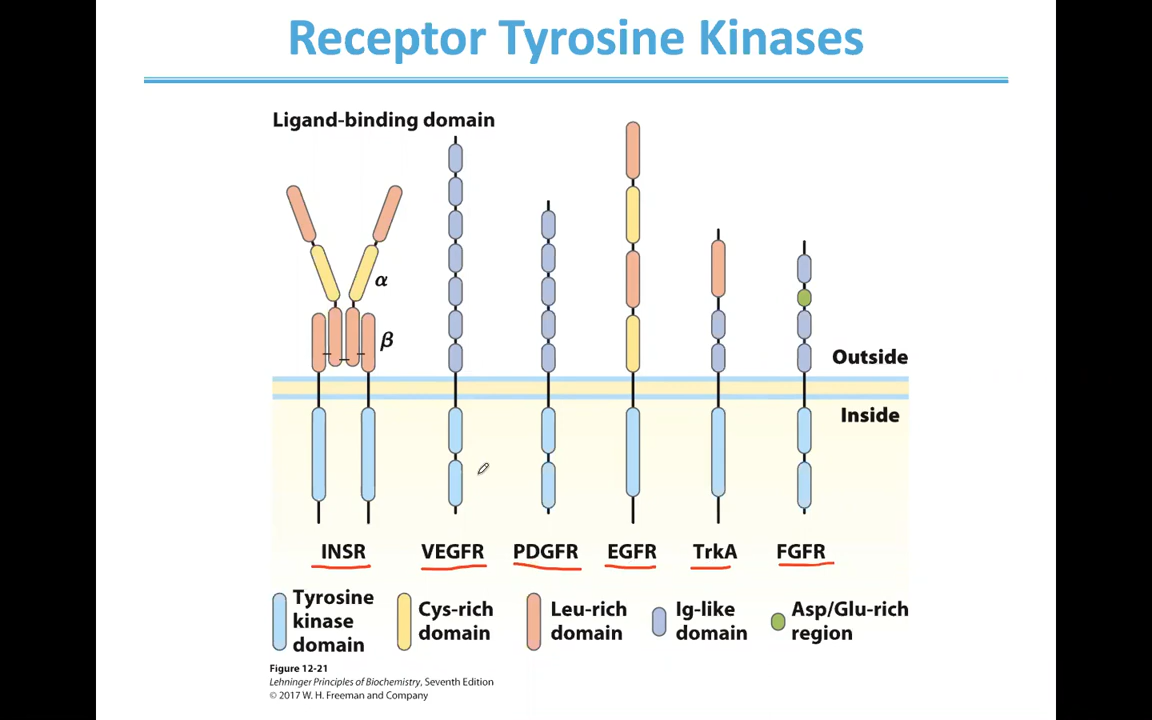 Receptor Tyrosine Kinases
Ligand-binding domain
α
β
Outside
Inside
INSR VEGFR PDGFR EGFR TrkA FGFR
Tyrosine kinase domain
Cys-rich domain
Leu-rich domain
Ig-like domain
Asp/Glu-rich region
Figure 12-21
Lehninger Principles of Biochemistry, Seventh Edition
© 2017 W. H. Freeman and Company